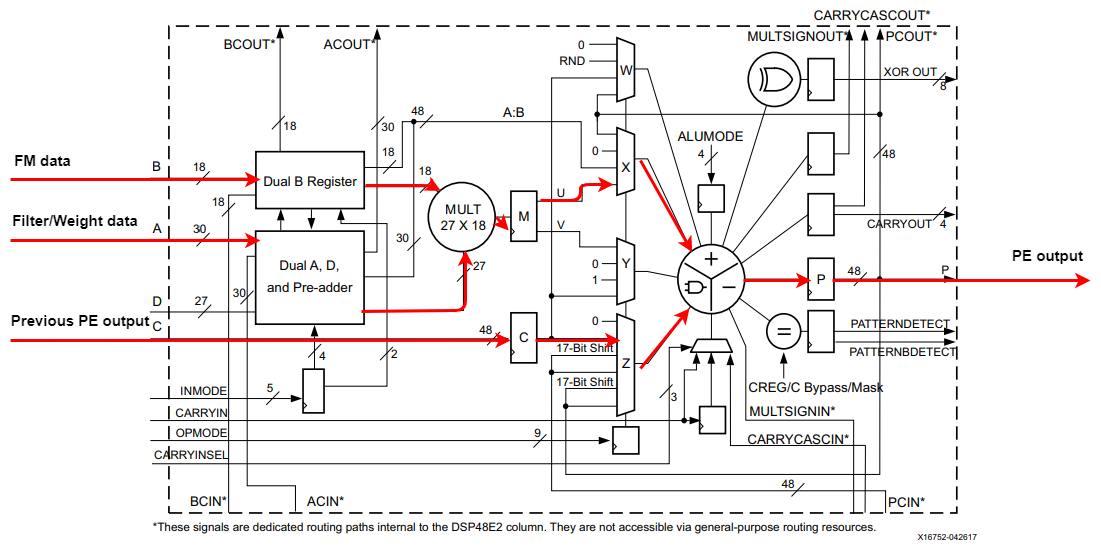 CARRYCASCOUT*
BCOUT*
ACOUT*
MULTSIGNOUT*
PCOUT*
0
RND
W
XOR OUT
8
48
A:B
18
30
18
ALUMODE
4
0
X
48
FM data
B
18
Dual B Register
18
MULT
27 X 18
M
U
V
18
Filter/Weight data
A
30
30
27
Dual A, D,
and Pre-adder
0
1
Y
+
−
CARRYOUT
4
PE output
P
48
P
D
27
30
Previous PE output
C
48
C
0
17-Bit Shift
17-Bit Shift
Z
=
PATTERNDETECT
PATTERNBDETECT
CREG/C Bypass/Mask
4
2
3
INMODE
5
CARRYIN
OPMODE
9
CARRYINSEL
MULTSIGNIN*
CARRYCASCIN*
48
BCIN*
ACIN*
PCIN*
*These signals are dedicated routing paths internal to the DSP48E2 column. They are not accessible via general-purpose routing resources.
X16752-042617